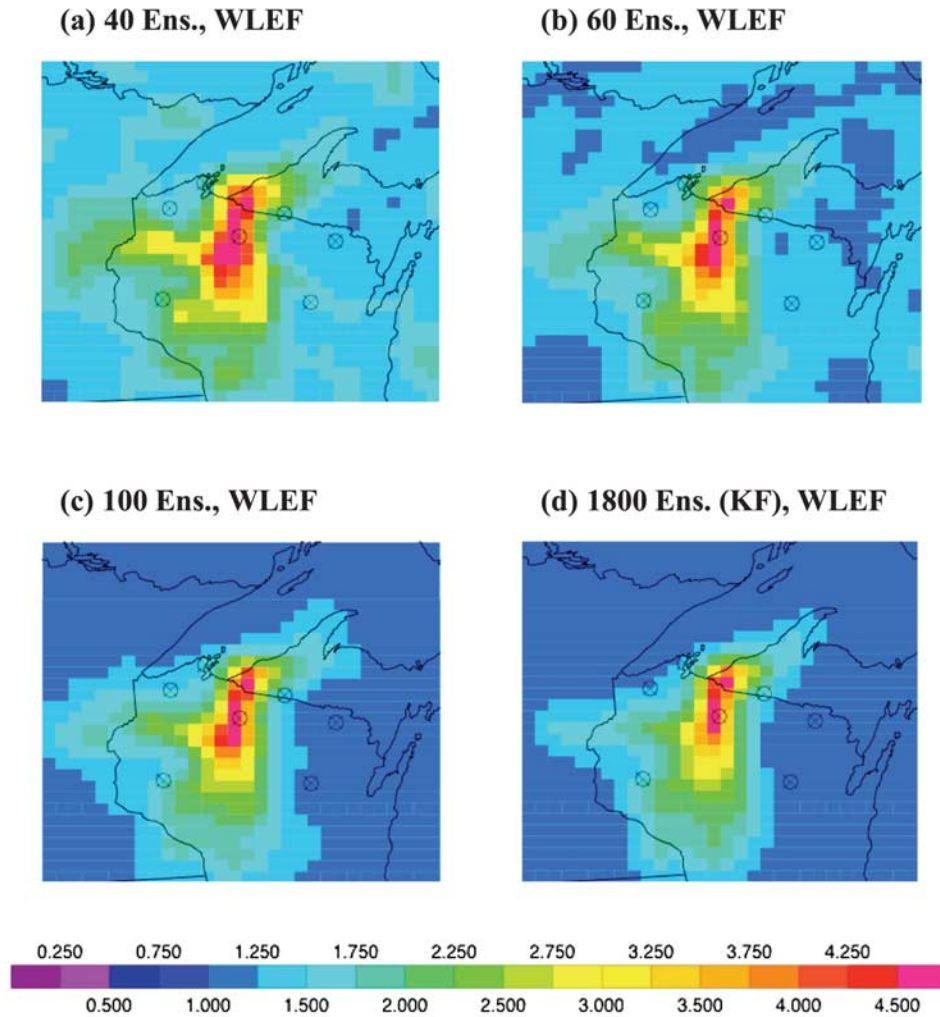 (a) 40 Ens., WLEF
(b) 60 Ens., WLEF
(c) 100 Ens., WLEF
(d) 1800 Ens. (KF), WLEF
0.250 0.750 1.250 1.750 2.250 2.750 3.250 3.750 4.250
0.500 1.000 1.500 2.000 2.500 3.000 3.500 4.000 4.500